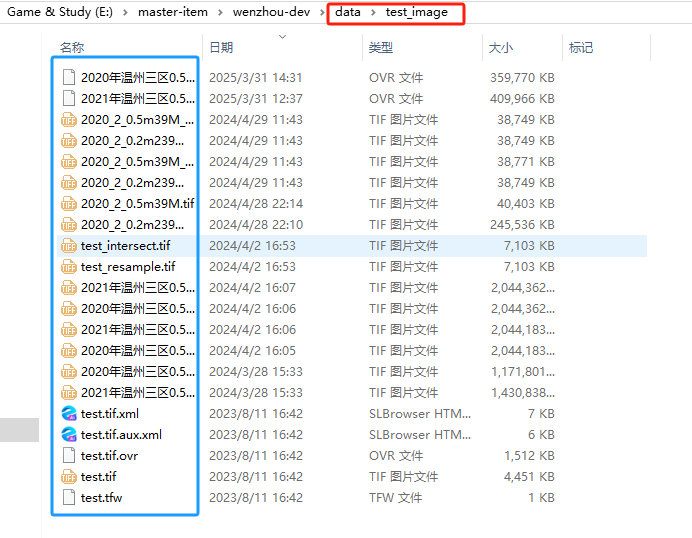 Game & Study (E:) > master-item > wenzhou-dev > data > test_image
名称 日期 类型 大小 标记
2020年温州三区0.5... 2025/3/31 14:31 OVR 文件 359,770 KB
2021年温州三区0.5... 2025/3/31 12:37 OVR 文件 409,966 KB
2020_2_0.5m39M_... 2024/4/29 11:43 TIF 图片文件 38,749 KB
2020_2_0.2m239... 2024/4/29 11:43 TIF 图片文件 38,749 KB
2020_2_0.5m39M_... 2024/4/29 11:43 TIF 图片文件 38,771 KB
2020_2_0.2m239... 2024/4/29 11:43 TIF 图片文件 38,749 KB
2020_2_0.5m39M.tif 2024/4/28 22:14 TIF 图片文件 40,403 KB
2020_2_0.2m239... 2024/4/28 22:10 TIF 图片文件 245,536 KB
test_intersect.tif 2024/4/2 16:53 TIF 图片文件 7,103 KB
test_resample.tif 2024/4/2 16:53 TIF 图片文件 7,103 KB
2021年温州三区0.5... 2024/4/2 16:07 TIF 图片文件 2,044,362...
2020年温州三区0.5... 2024/4/2 16:06 TIF 图片文件 2,044,362...
2021年温州三区0.5... 2024/4/2 16:06 TIF 图片文件 2,044,183...
2020年温州三区0.5... 2024/4/2 16:05 TIF 图片文件 2,044,183...
2020年温州三区0.5... 2024/3/28 15:33 TIF 图片文件 1,171,801...
2021年温州三区0.5... 2024/3/28 15:33 TIF 图片文件 1,430,838...
test.tif.xml 2023/8/11 16:42 SLBrowser HTM... 7 KB
test.tif.aux.xml 2023/8/11 16:42 SLBrowser HTM... 6 KB
test.tif.ovr 2023/8/11 16:42 OVR 文件 1,512 KB
test.tif 2023/8/11 16:42 TIF 图片文件 4,451 KB
test.tfw 2023/8/11 16:42 TFW 文件 1 KB